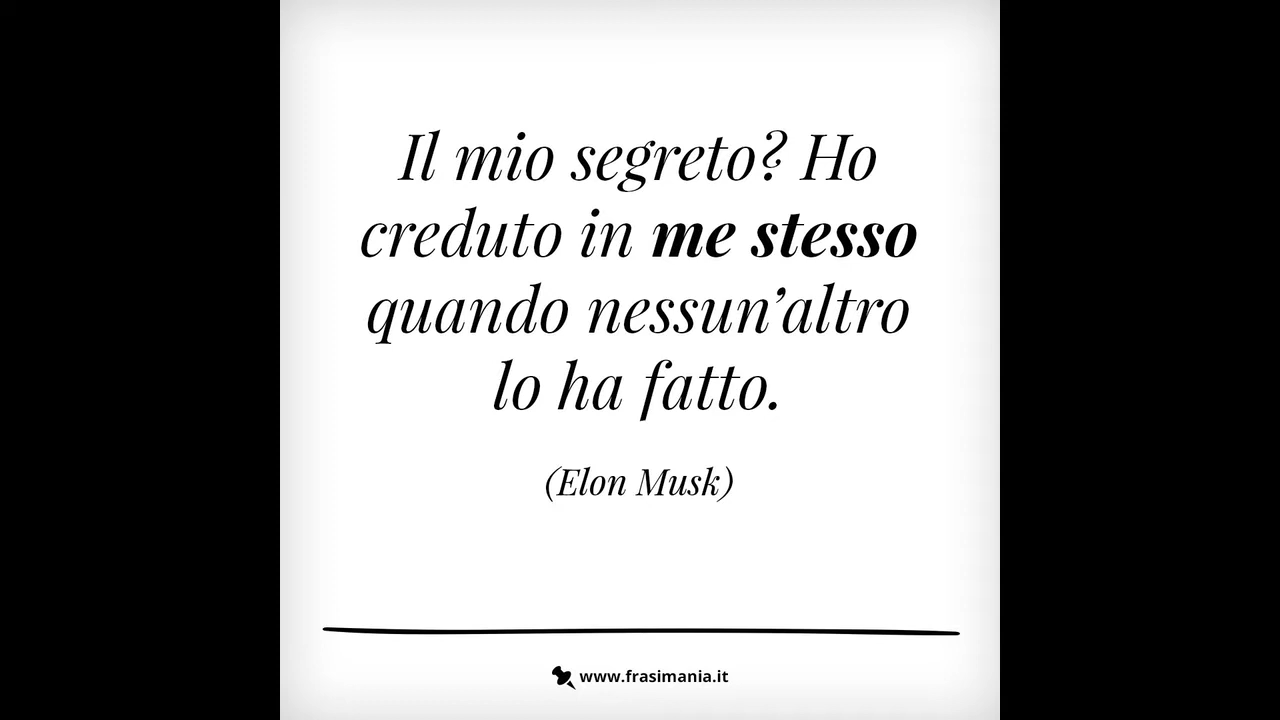 Il mio segreto? Ho
creduto in me stesso
quando nessun’altro
lo ha fatto.
(Elon Musk)
www.frasimania.it